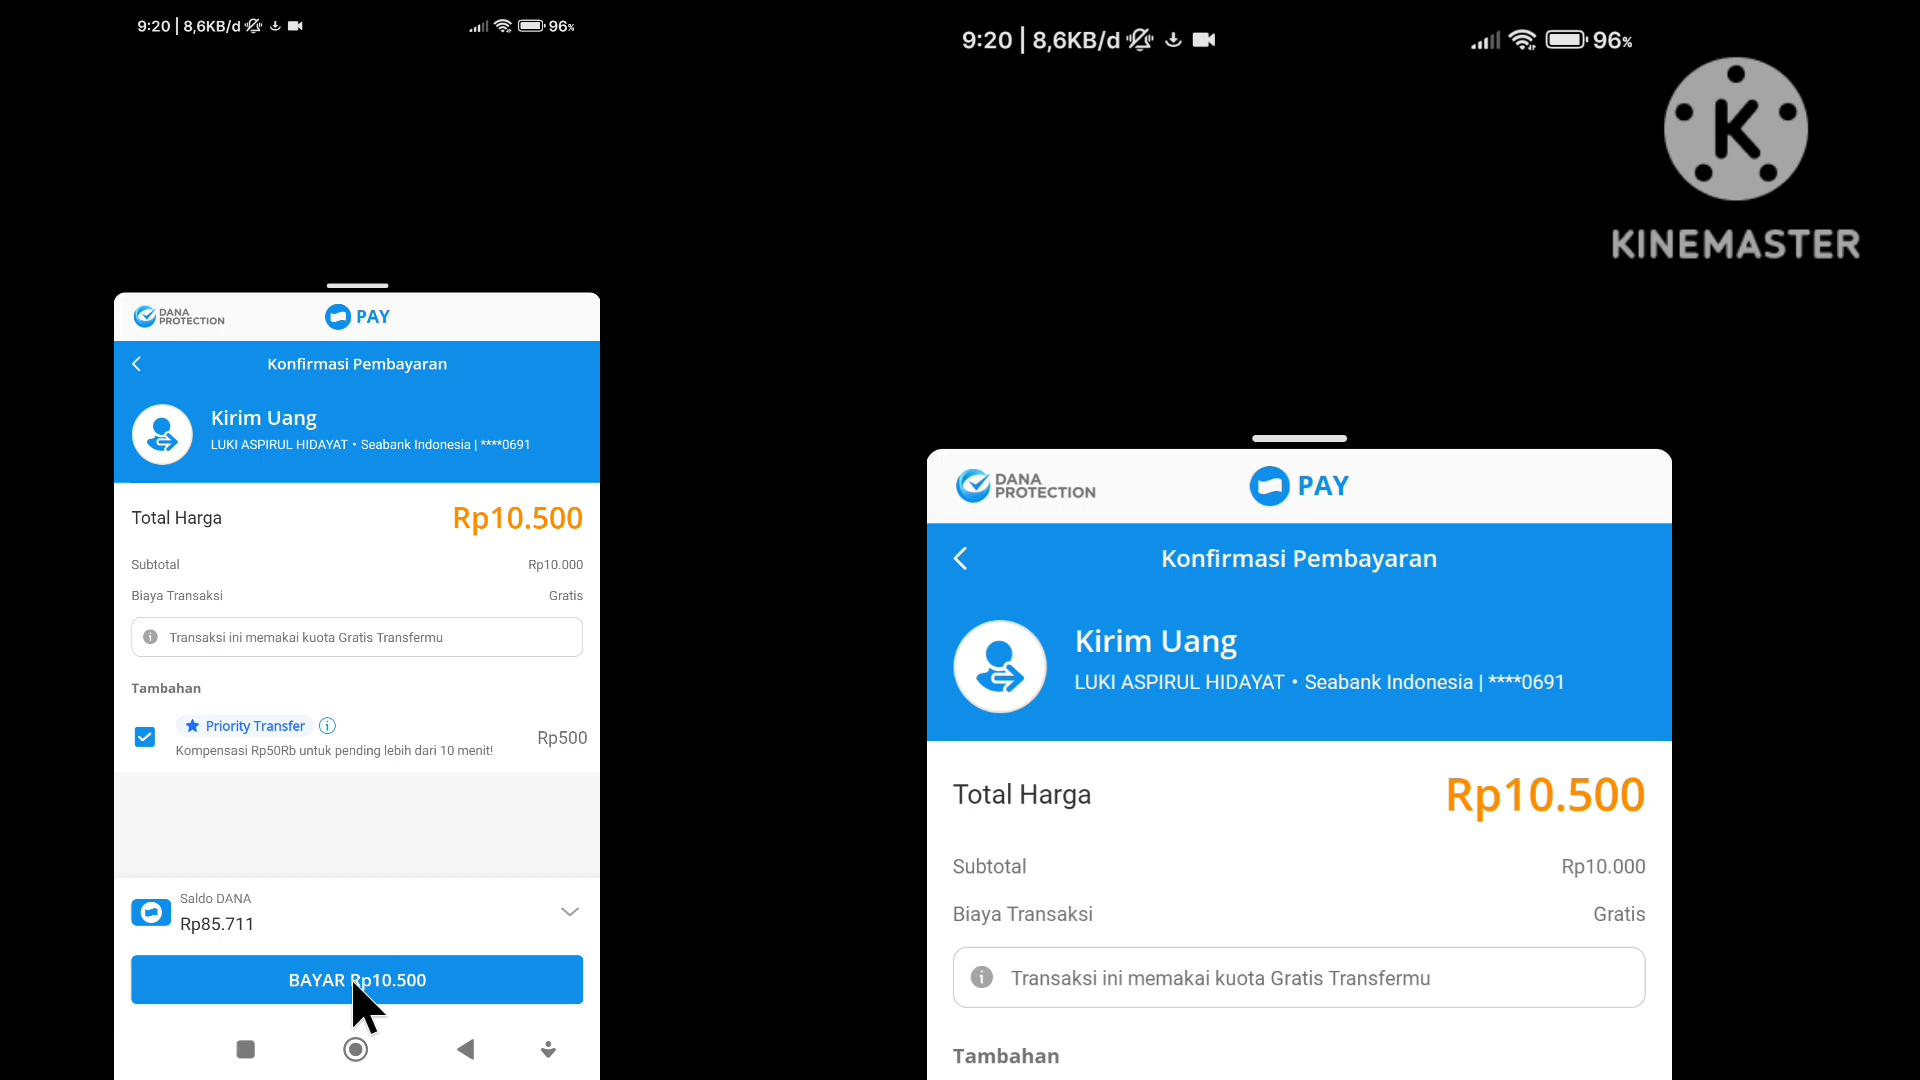 9:20 | 8,6KB/d
96%
DANA
PROTECTION
PAY
Konfirmasi Pembayaran
Kirim Uang
LUKI ASPIRUL HIDAYAT • Seabank Indonesia | ****0691
Total Harga Rp10.500
Subtotal Rp10.000
Biaya Transaksi Gratis
Transaksi ini memakai kuota Gratis Transfermu
Tambahan
Priority Transfer
Kompensasi Rp50Rb untuk pending lebih dari 10 menit!
Rp500
Saldo DANA
Rp85.711
BAYAR Rp10.500
9:20 | 8,6KB/d
96%
K
KINEMASTER
DANA
PROTECTION
PAY
Konfirmasi Pembayaran
Kirim Uang
LUKI ASPIRUL HIDAYAT • Seabank Indonesia | ****0691
Total Harga Rp10.500
Subtotal Rp10.000
Biaya Transaksi Gratis
Transaksi ini memakai kuota Gratis Transfermu
Tambahan